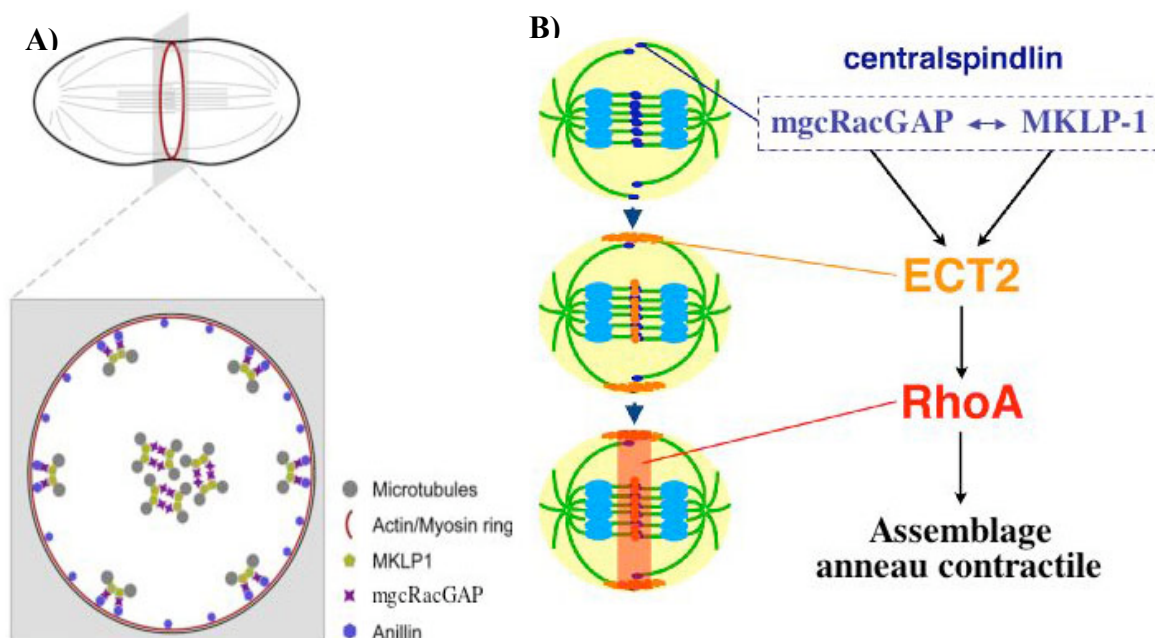 A)
Microtubules
Actin/Myosin ring
MKLP1
mgcRacGAP
Anillin
B)
centralspindlin
mgcRacGAP ↔ MKLP-1
ECT2
RhoA
Assemblage
anneau contractile